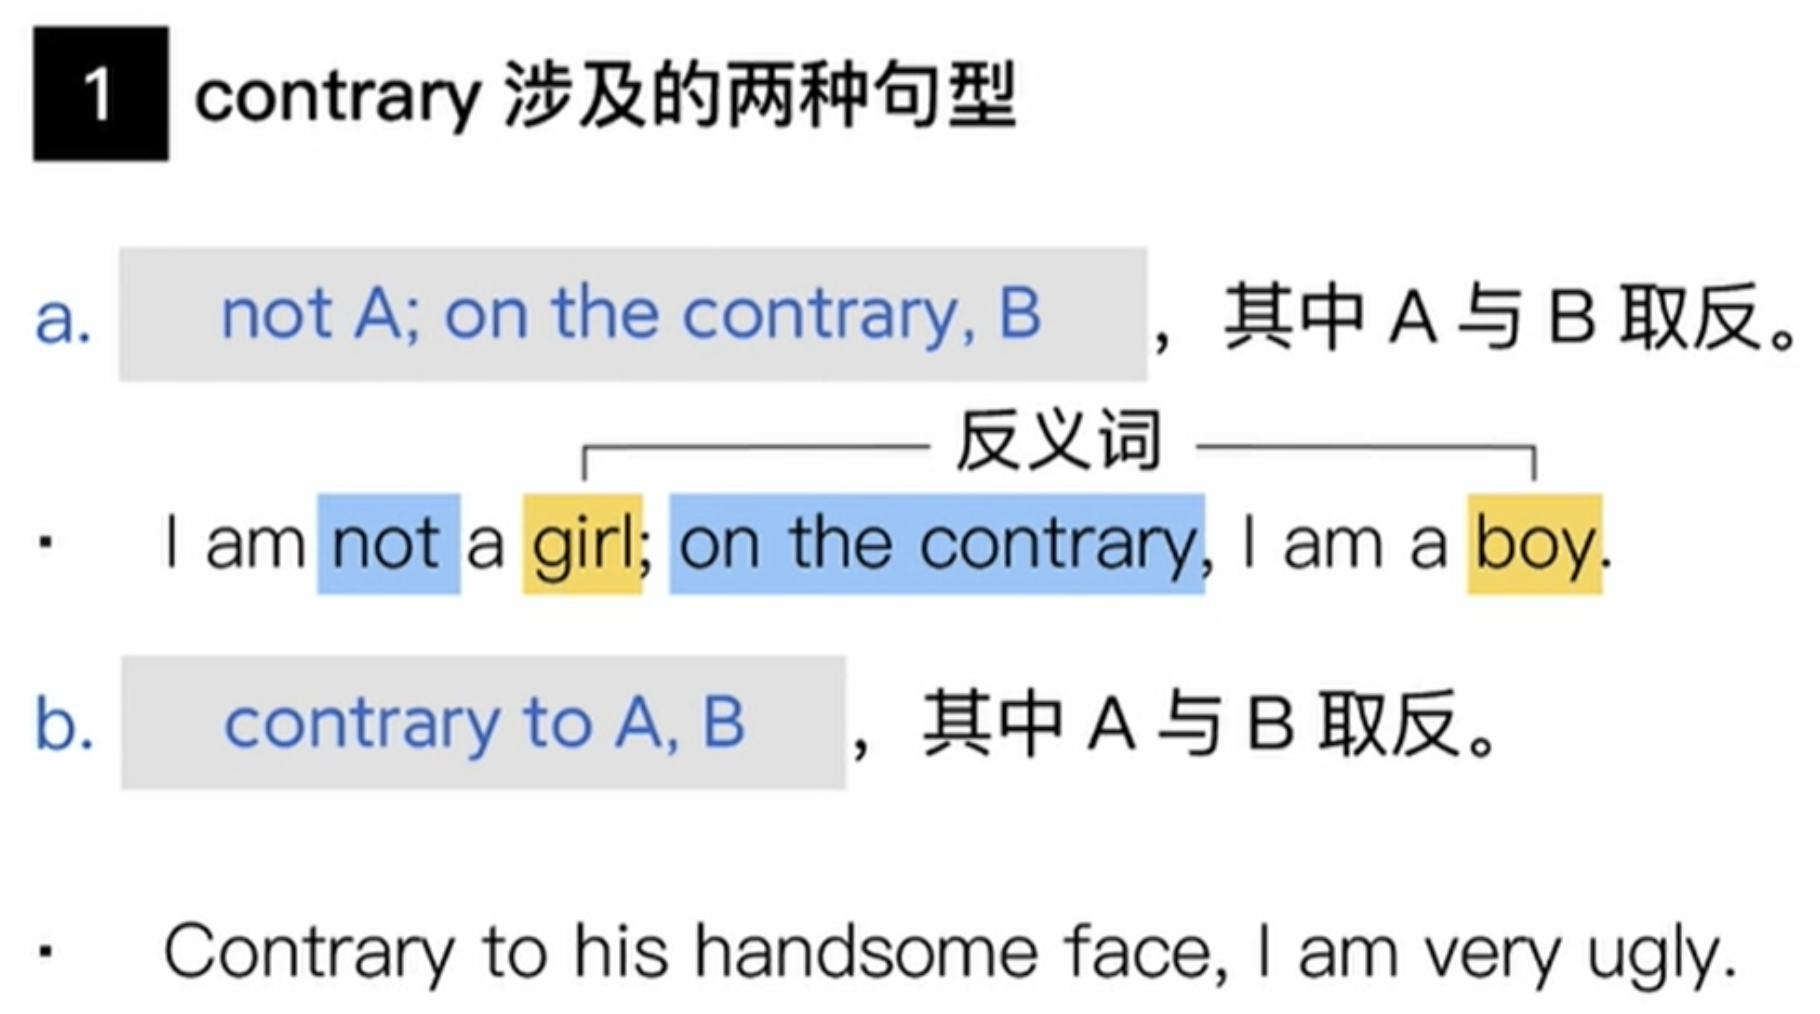 1 contrary 涉及的两种句型
a. not A; on the contrary, B ，其中 A 与 B 取反。
反义词
· I am not a girl; on the contrary, I am a boy.
b. contrary to A, B ，其中 A 与 B 取反。
· Contrary to his handsome face, I am very ugly.